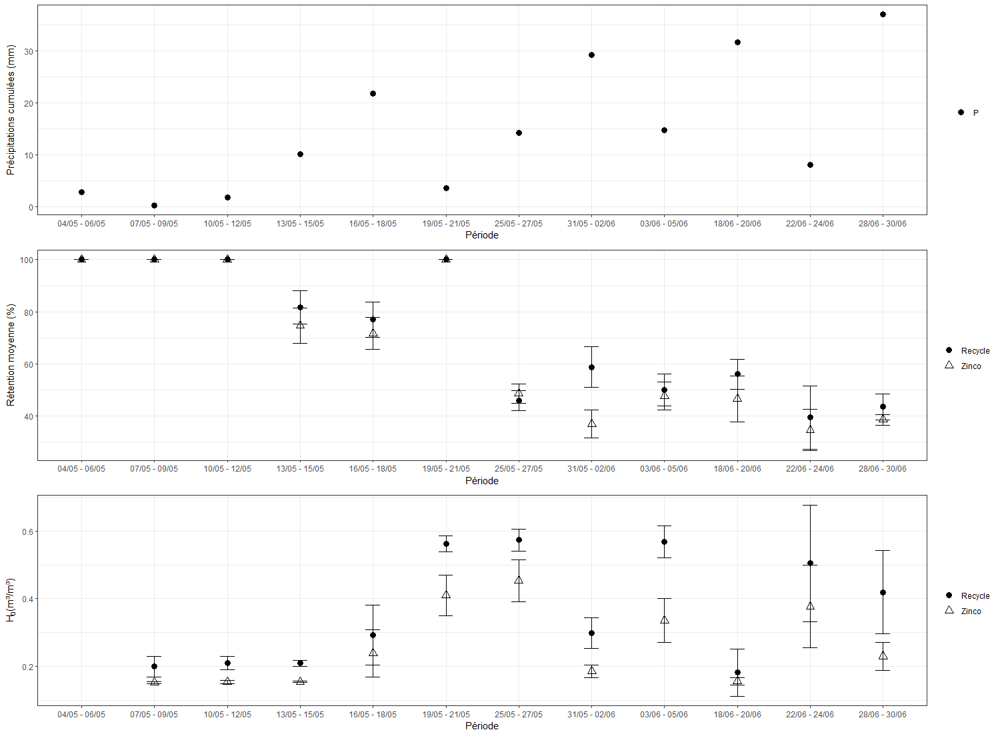 Précipitations cumulées (mm)
30
20
10
0
04/05 - 06/05 07/05 - 09/05 10/05 - 12/05 13/05 - 15/05 16/05 - 18/05 19/05 - 21/05 25/05 - 27/05 31/05 - 02/06 03/06 - 05/06 18/06 - 20/06 22/06 - 24/06 28/06 - 30/06
Période
P
Rétention moyenne (%)
100
80
60
40
04/05 - 06/05 07/05 - 09/05 10/05 - 12/05 13/05 - 15/05 16/05 - 18/05 19/05 - 21/05 25/05 - 27/05 31/05 - 02/06 03/06 - 05/06 18/06 - 20/06 22/06 - 24/06 28/06 - 30/06
Période
Recycle
Zinco
H₀(m³/m³)
0.6
0.4
0.2
04/05 - 06/05 07/05 - 09/05 10/05 - 12/05 13/05 - 15/05 16/05 - 18/05 19/05 - 21/05 25/05 - 27/05 31/05 - 02/06 03/06 - 05/06 18/06 - 20/06 22/06 - 24/06 28/06 - 30/06
Période
Recycle
Zinco